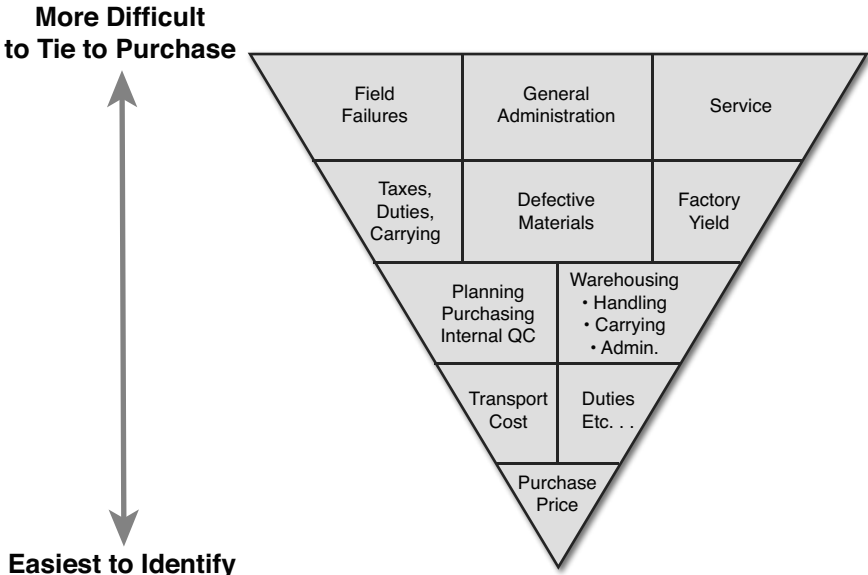 More Difficult
to Tie to Purchase
Field
Failures
General
Administration
Service
Taxes,
Duties,
Carrying
Defective
Materials
Factory
Yield
Planning
Purchasing
Internal QC
Warehousing
• Handling
• Carrying
• Admin.
Transport
Cost
Duties
Etc. . .
Purchase
Price
Easiest to Identify